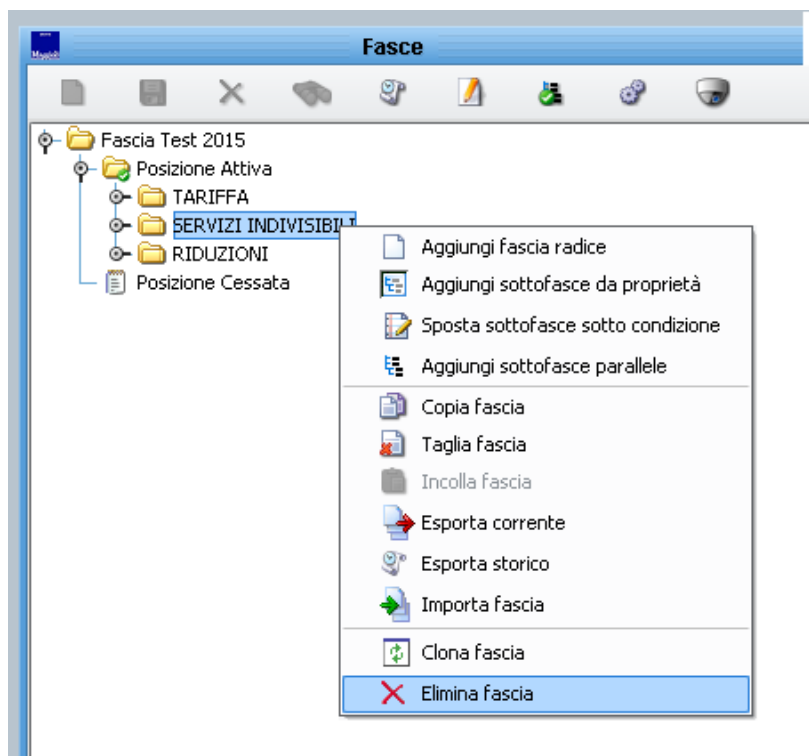 Maggioli
Fasce
Fascia Test 2015
Posizione Attiva
TARIFFA
SERVIZI INDIVISIBILI
RIDUZIONI
Posizione Cessata
Aggiungi fascia radice
Aggiungi sottofasce da proprietà
Sposta sottofasce sotto condizione
Aggiungi sottofasce parallele
Copia fascia
Taglia fascia
Incolla fascia
Esporta corrente
Esporta storico
Importa fascia
Clona fascia
Elimina fascia